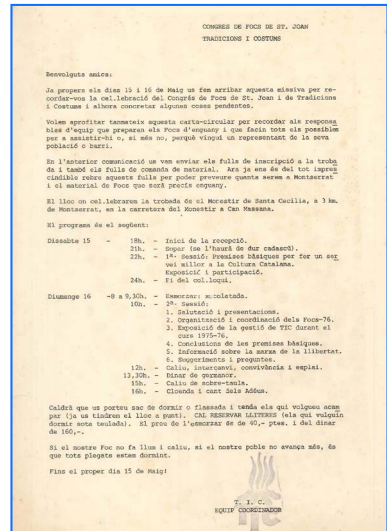 CONGRES DE FOCS DE ST. JOAN
TRADICIONS I COSTUMS
Benvolguts amics:
Ja propers els dies 15 i 16 de Maig us fem arribar aquesta missiva per re-
cordar-vos la cel.lebració del Congrés de Focs de St. Joan i de Tradicions
i Costums i alhora concretar algunes coses pendentes.
Volem aprofitar tanmateix aquesta carta-circular per recordar als responsa
bles d'equip que preparen els Focs d'enguany i que facin tots els possibles
per a assistir-hi o, si més no, perquè vingui un representant de la seva
població o barri.
En l'anterior comunicació us vam enviar els fulls de inscripció a la troba
da i també els fulls de comanda de material. Ara ja ens és del tot impres
cindible rebre aquests fulls per poder preveure quants serem a Montserrat
i el material de Focs que serà precís enguany.
El lloc on cel.lebrarem la trobada és el Monestir de Santa Cecília, a 3 km.
de Montserrat, en la carretera del Monestir a Can Massana.
El programa és el següent:
Dissabte 15 - 18h. - Inici de la recepció.
21h. - Sopar (se l'haurà de dur cadascú).
22h. - 1ª. Sessió: Premises bàsiques per fer un ser
vei millor a la Cultura Catalana.
Exposició i participació.
24h. - Fi del col.loqui.
Diumenge 16 -8 a 9,30h. - Esmorzar: xocolatada.
10h. - 2ª. Sessió:
1. Salutació i presentacions.
2. Organització i coordinació dels Focs-76.
3. Exposició de la gestió de TIC durant el
curs 1975-76.
4. Conclusions de les premises bàsiques.
5. Informació sobre la marxa de la llibertat.
6. Suggeriments i preguntes.
12h. - Caliu, intercanvi, convivència i esplai.
13,30h. - Dinar de germanor.
15h. - Caliu de sobre-taula.
16h. - Cloenda i cant dels Adéus.
Caldrà que us porteu sac de dormir o flassada i tenda els qui volgueu acam
par (ja us tindrem el lloc a punt). CAL RESERVAR LLITERES (els qui vulguin
dormir sota teulada). El preu de l'esmorzar és de 40,- ptes. i del dinar
de 160,-.
Si el nostre Foc no fa llum i caliu, si el nostre poble no avança més, és
que tots plegats estem dormint.
Fins el proper dia 15 de Maig!
T. I. C.
EQUIP COORDINADOR